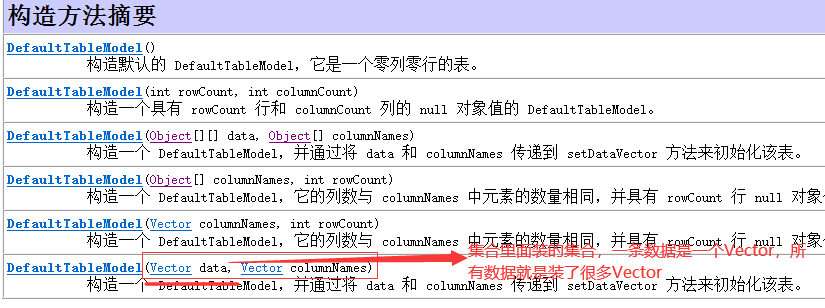 构造方法摘要
DefaultTableModel()
构造默认的 DefaultTableModel，它是一个零列零行的表。
DefaultTableModel(int rowCount, int columnCount)
构造一个具有 rowCount 行和 columnCount 列的 null 对象值的 DefaultTableModel。
DefaultTableModel(Object[][] data, Object[] columnNames)
构造一个 DefaultTableModel，并通过将 data 和 columnNames 传递到 setDataVector 方法来初始化该表。
DefaultTableModel(Object[] columnNames, int rowCount)
构造一个 DefaultTableModel，它的列数与 columnNames 中元素的数量相同，并具有 rowCount 行 null 对象
DefaultTableModel(Vector columnNames, int rowCount)
构造一个 DefaultTableModel，它的列数与 columnNames 中元素的数量相同，并具有 rowCount 行 null 对象
集合里面装的集合，一条数据是一个Vector，所
DefaultTableModel(Vector data, Vector columnNames)
有数据就是装了很多Vector
构造一个 DefaultTableModel，并通过将 data 和 columnNames 传递到 setDataVector 方法来初始化该表。